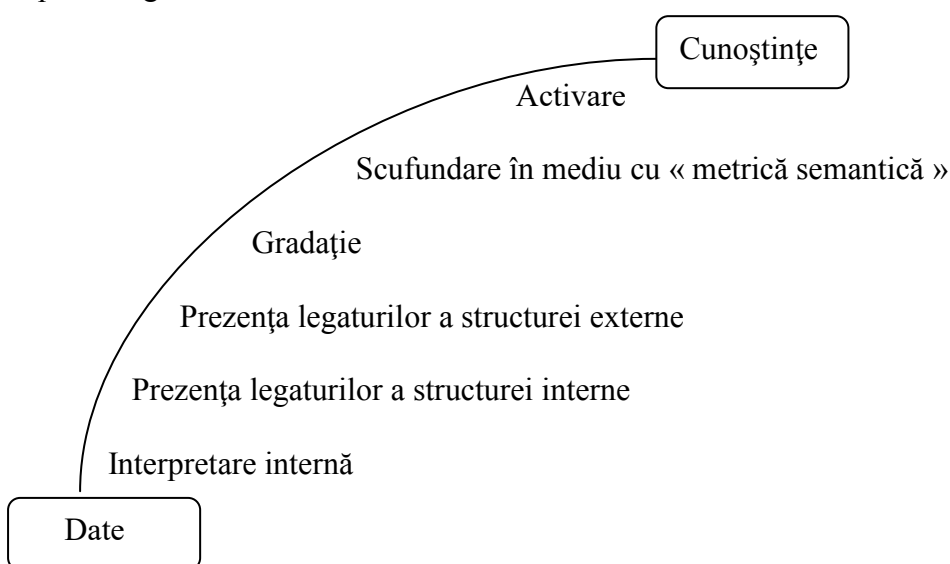 Cunoştinţe
Activare
Scufundare în mediu cu « metrică semantică »
Gradaţie
Prezenţa legaturilor a structurei externe
Prezenţa legaturilor a structurei interne
Interpretare internă
Date